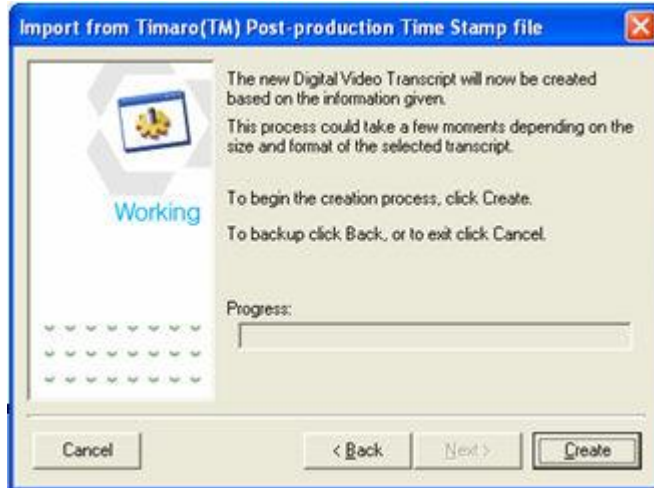 Import from Timaro(TM) Post-production Time Stamp file
The new Digital Video Transcript will now be created
based on the information given.
This process could take a few moments depending on the
size and format of the selected transcript.
Working
To begin the creation process, click Create.
To backup click Back, or to exit click Cancel.
Progress:
Cancel
< Back
Next >
Create